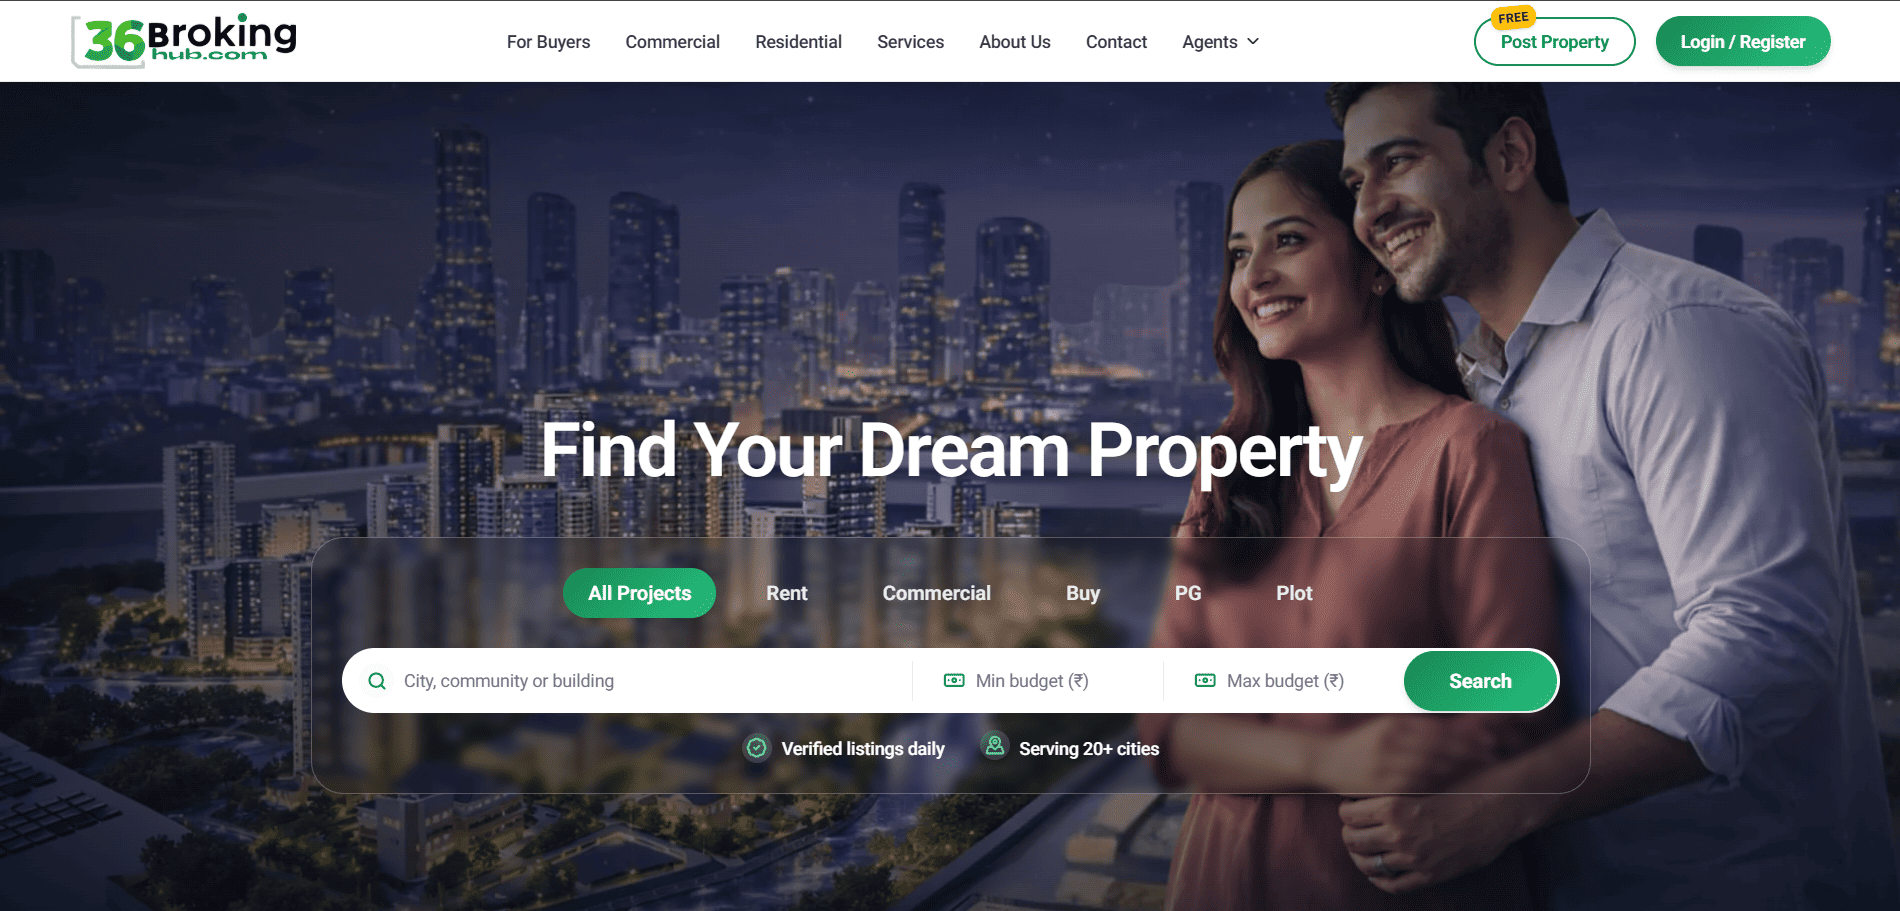 36Broking
hub.com
For Buyers
Commercial
Residential
Services
About Us
Contact
Agents
FREE
Post Property
Login / Register
Find Your Dream Property
All Projects
Rent
Commercial
Buy
PG
Plot
City, community or building
Min budget (₹)
Max budget (₹)
Search
Verified listings daily
Serving 20+ cities